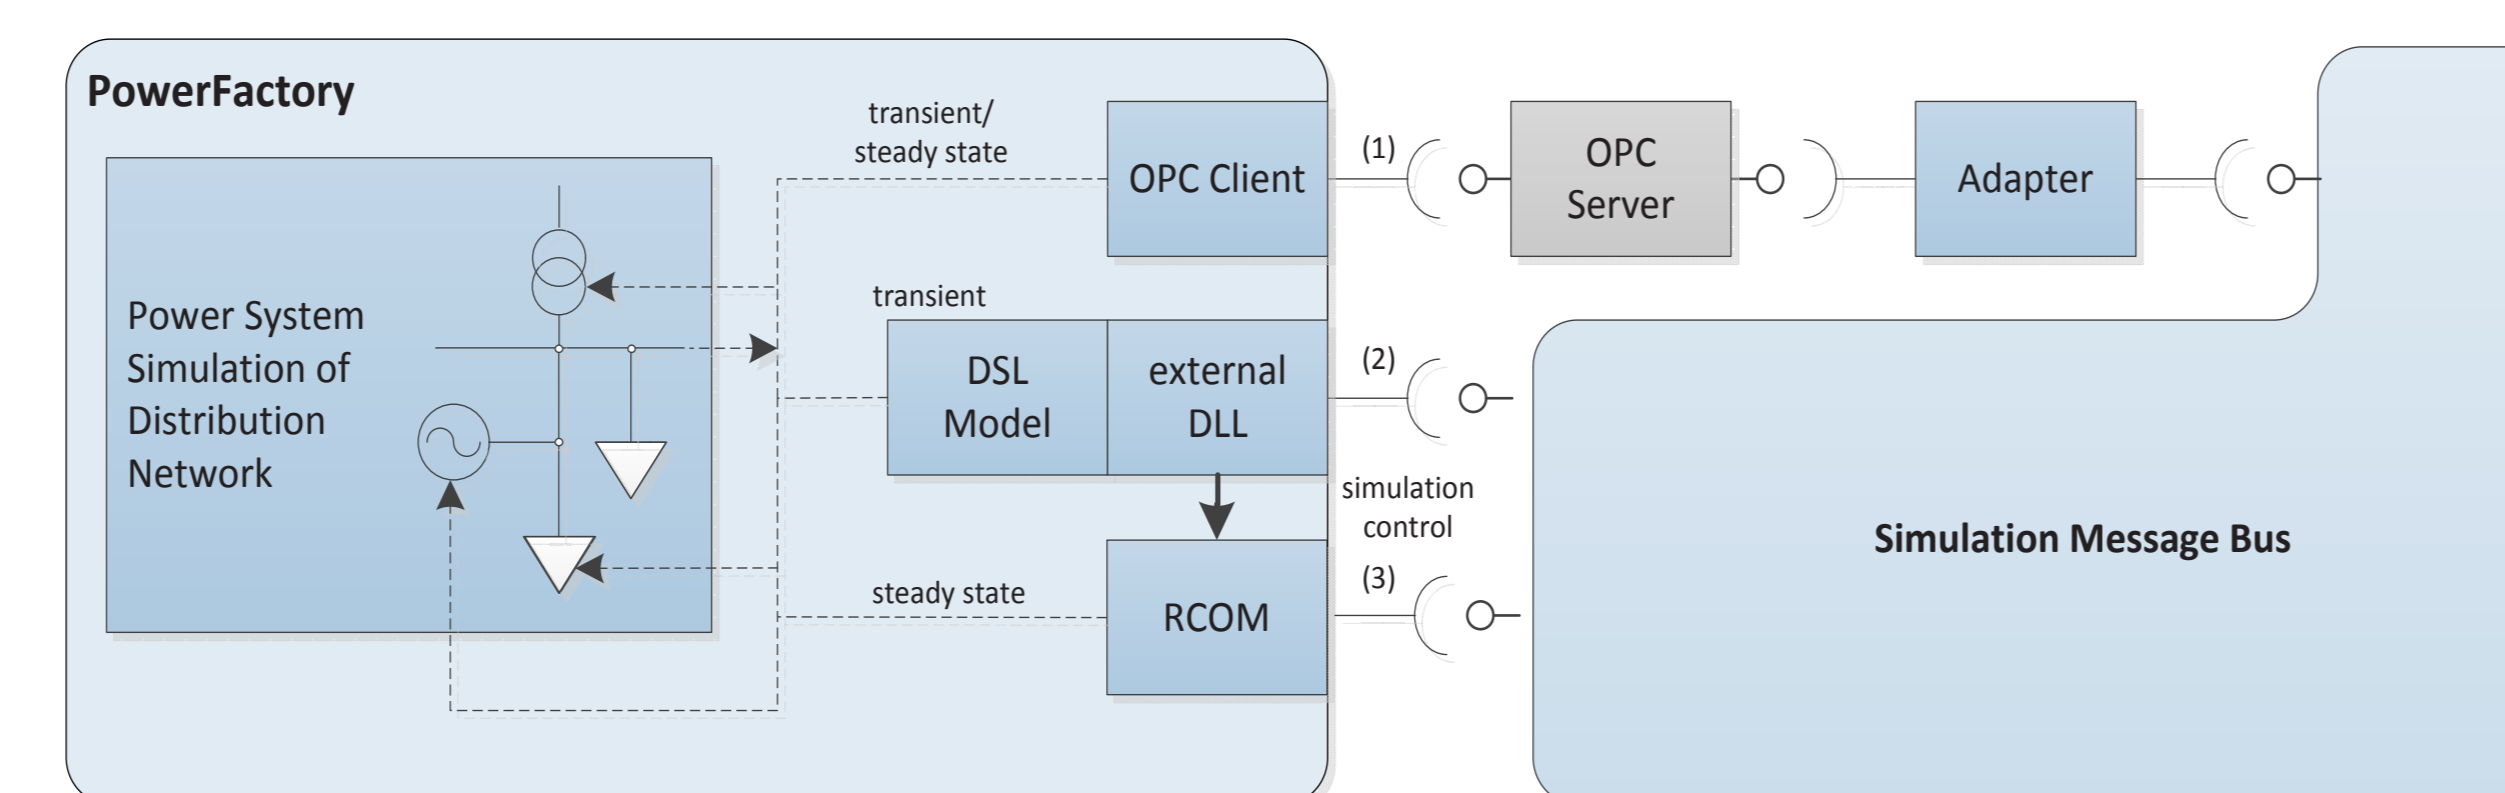 PowerFactory
transient/
steady state
OPC Client
(1)
OPC
Server
Adapter
Power System
Simulation of
Distribution
Network
transient
DSL
Model
external
DLL
(2)
simulation
control
(3)
steady state
RCOM
Simulation Message Bus